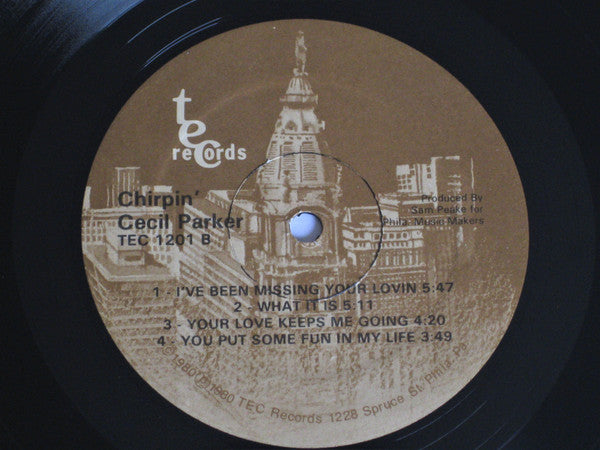 tec
records
Chirpin'
Cecil Parker
TEC 1201 B
Produced By
Sam Peake for
Phila. Music Makers
1 - I'VE BEEN MISSING YOUR LOVIN 5:47
2 - WHAT IT IS 5:11
3 - YOUR LOVE KEEPS ME GOING 4:20
4 - YOU PUT SOME FUN IN MY LIFE 3:49
© 1980 ℗ 1980 TEC Records 1228 Spruce St. Phila. Pa.